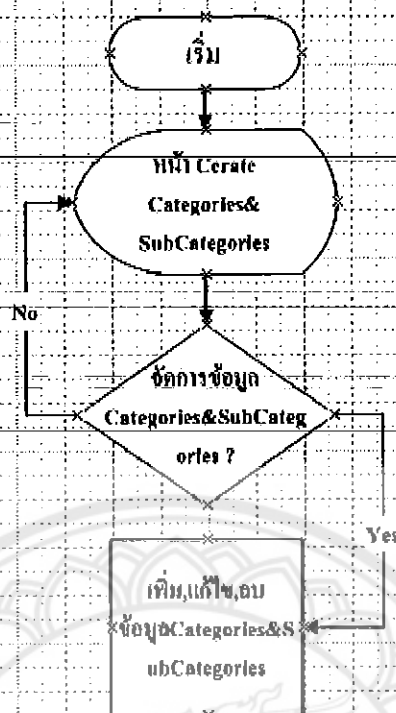 เริ่ม
หน้า Cerate
Categories&
SubCategories
No
จัดการข้อมูล
Categories&SubCateg
ories ?
Yes
เพิ่ม,แก้ไข,ลบ
ข้อมูลCategories&S
ubCategories